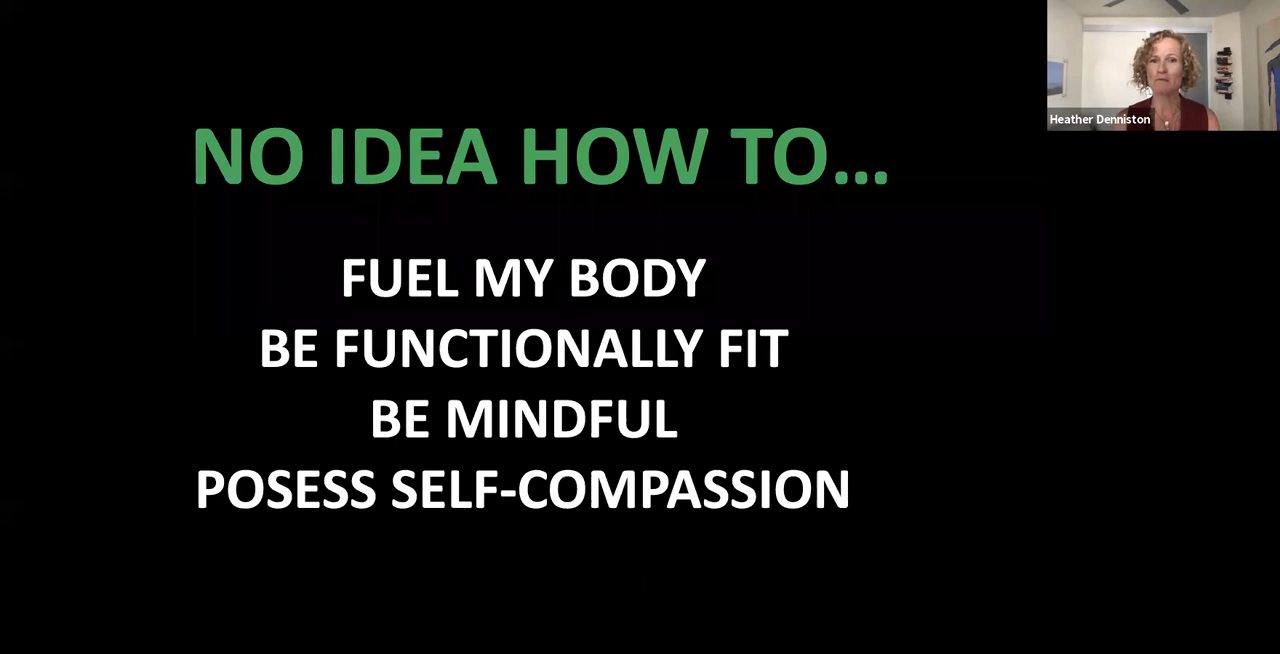 NO IDEA HOW TO...
FUEL MY BODY
BE FUNCTIONALLY FIT
BE MINDFUL
POSESS SELF-COMPASSION
Heather Denniston